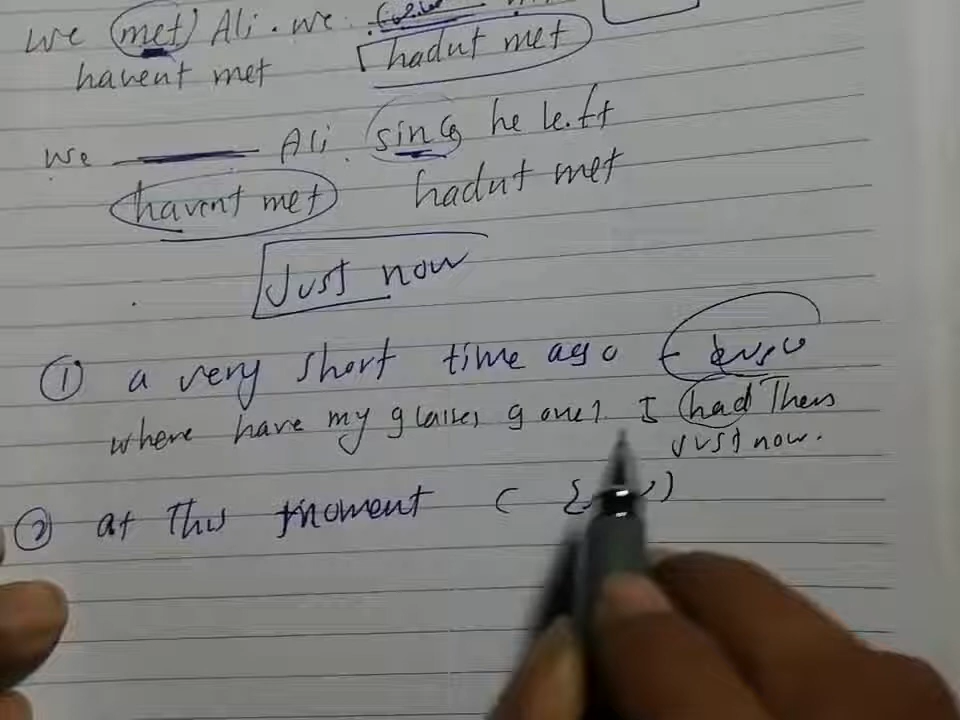 We met Ali. we
havent met hadnt met
we ______ Ali since he left
havent met hadnt met
Just now
① a very short time ago (
where have my glasses gone? I had Them
Just now.
② at this moment (